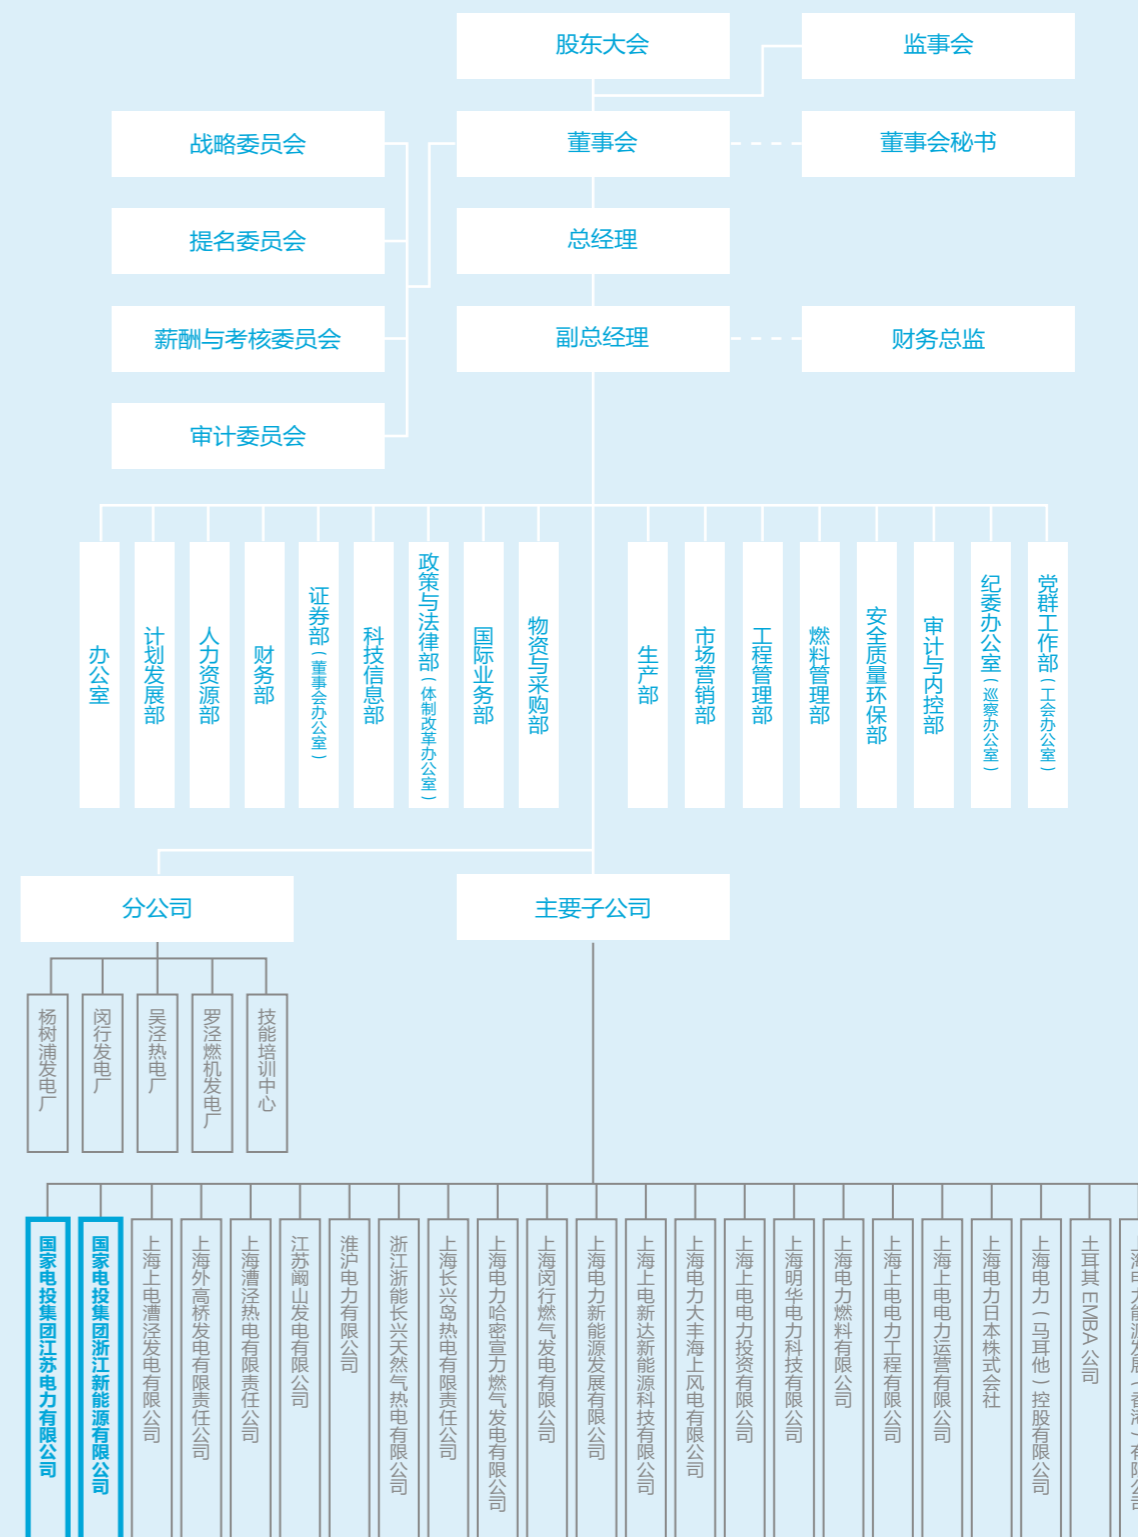 股东大会
监事会
战略委员会
董事会
董事会秘书
提名委员会
总经理
薪酬与考核委员会
副总经理
财务总监
审计委员会
办公室
计划发展部
人力资源部
财务部
证券部(董事会办公室)
科技信息部
政策与法律部(体制改革办公室)
国际业务部
物资与采购部
生产部
市场营销部
工程管理部
燃料管理部
安全质量环保部
审计与内控部
纪委办公室(巡察办公室)
党群工作部(工会办公室)
分公司
主要子公司
杨树浦发电厂
闵行发电厂
吴泾热电厂
罗泾燃机发电厂
技能培训中心
国家电投集团江苏电力有限公司
国家电投集团浙江新能源有限公司
上海上电漕泾发电有限公司
上海外高桥发电有限责任公司
上海漕泾热电有限责任公司
江苏阚山发电有限公司
淮沪电力有限公司
浙江浙能长兴天然气热电有限公司
上海长兴岛热电有限责任公司
上海电力哈密宣力燃气发电有限公司
上海闵行燃气发电有限公司
上海电力新能源发展有限公司
上海上电新达新能源科技有限公司
上海电力大丰海上风电有限公司
上海上电电力投资有限公司
上海明华电力科技有限公司
上海电力燃料有限公司
上海上电电力工程有限公司
上海上电电力运营有限公司
上海电力日本株式会社
上海电力(马耳他)控股有限公司
土耳其 EMBA 公司
上海电力能源发展(香港)有限公司